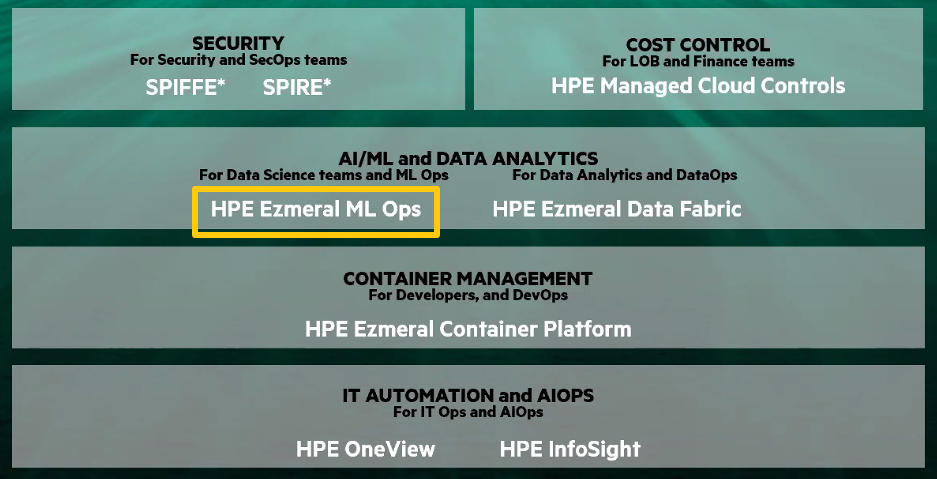 SECURITY
For Security and SecOps teams
SPIFFE* SPIRE*
COST CONTROL
For LOB and Finance teams
HPE Managed Cloud Controls
AI/ML and DATA ANALYTICS
For Data Science teams and ML Ops For Data Analytics and DataOps
HPE Ezmeral ML Ops HPE Ezmeral Data Fabric
CONTAINER MANAGEMENT
For Developers, and DevOps
HPE Ezmeral Container Platform
IT AUTOMATION and AIOPS
For IT Ops and AIOps
HPE OneView HPE InfoSight